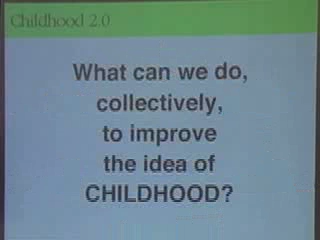 Childhood 2.0
What can we do,
collectively,
to improve
the idea of
CHILDHOOD?